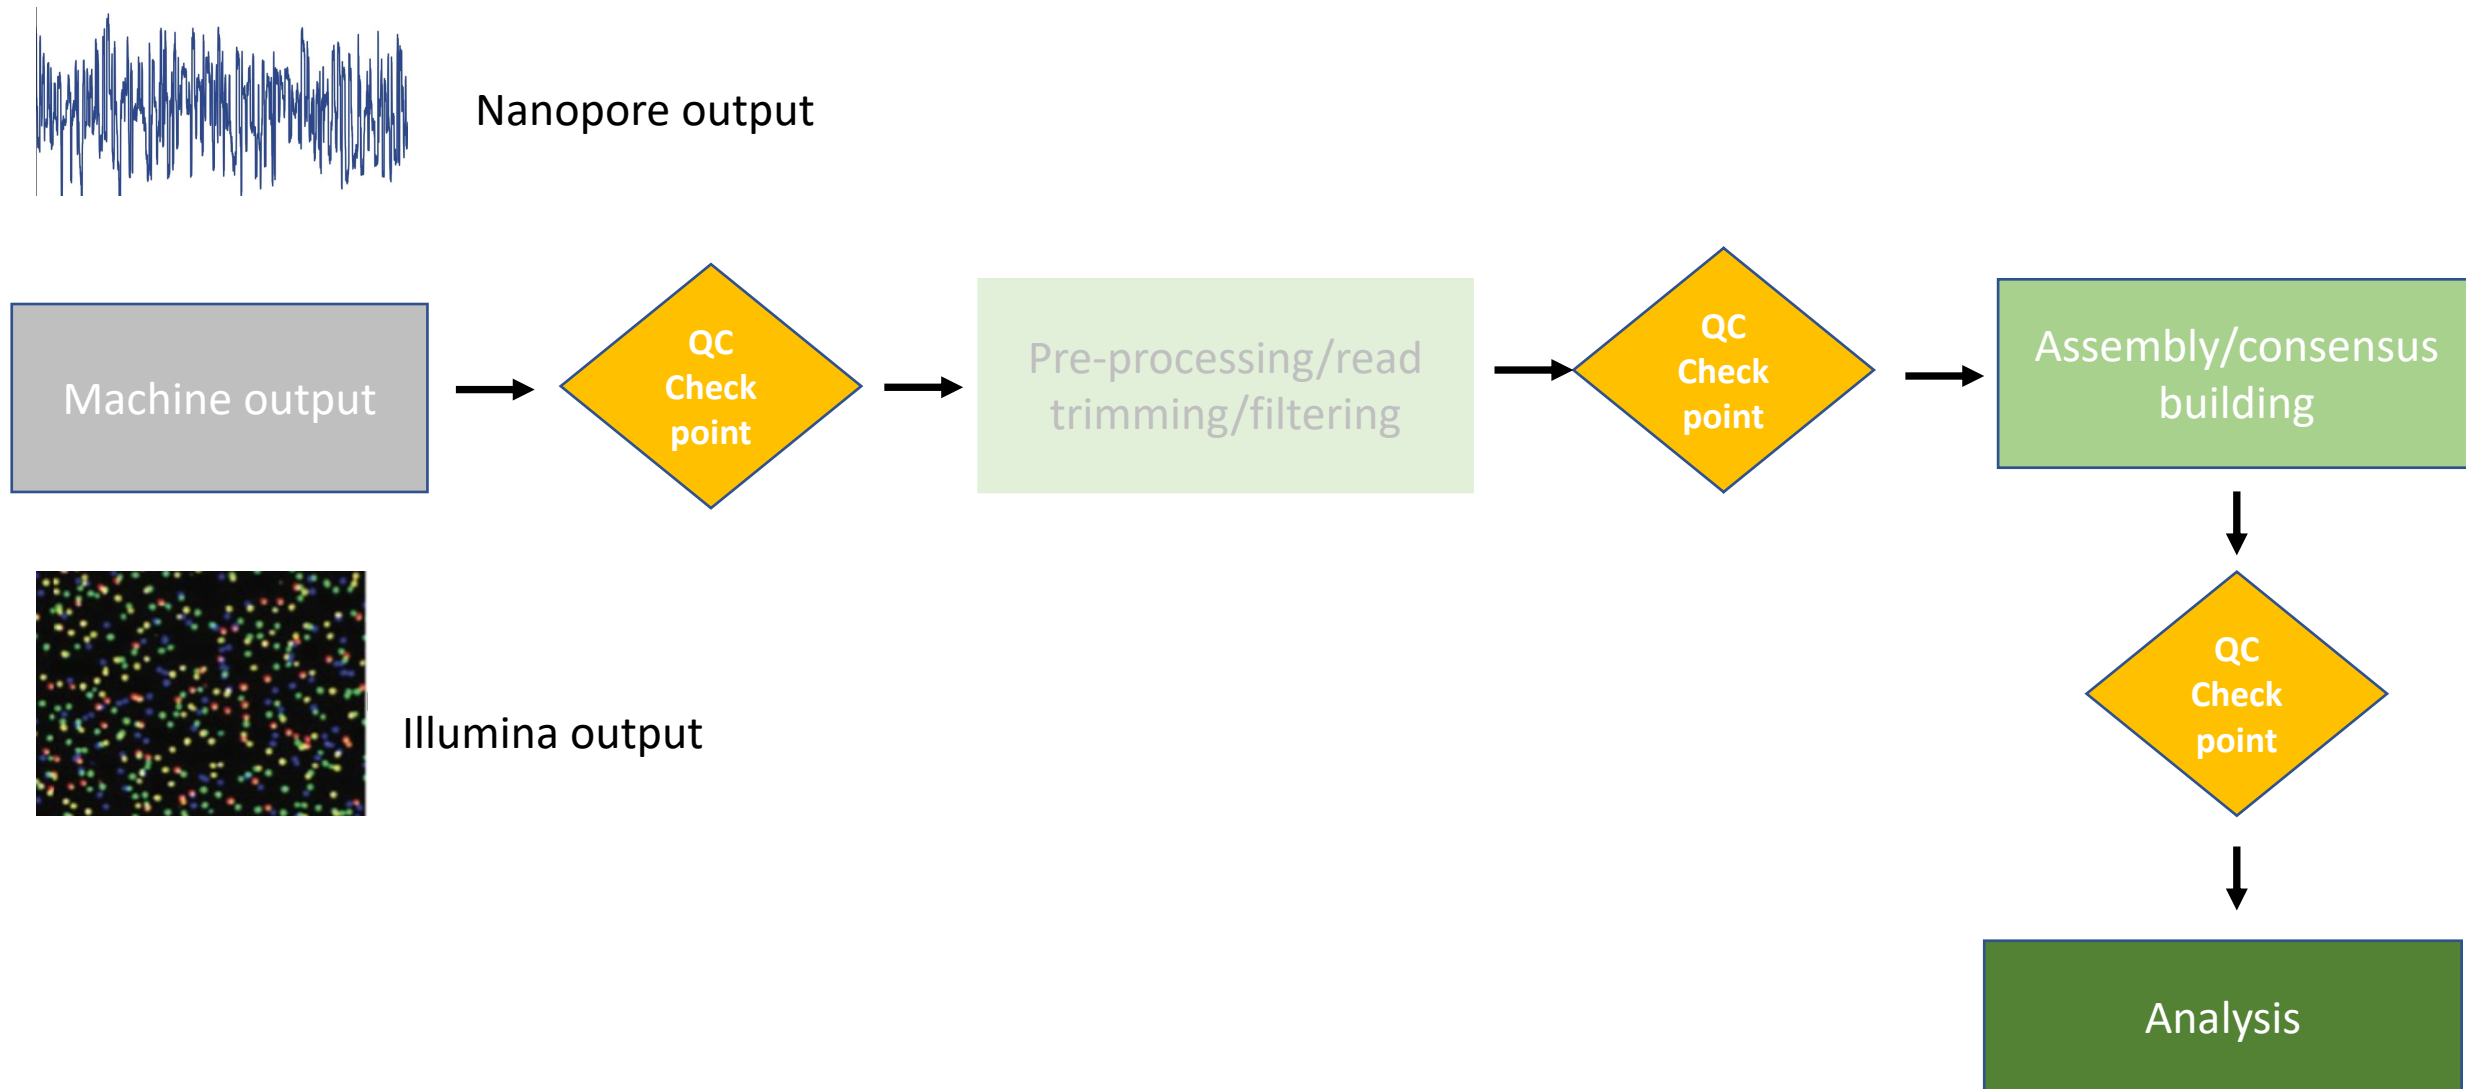 Nanopore output
Machine output
QC
Check
point
Pre-processing/read
trimming/filtering
QC
Check
point
Assembly/consensus
building
Illumina output
QC
Check
point
Analysis